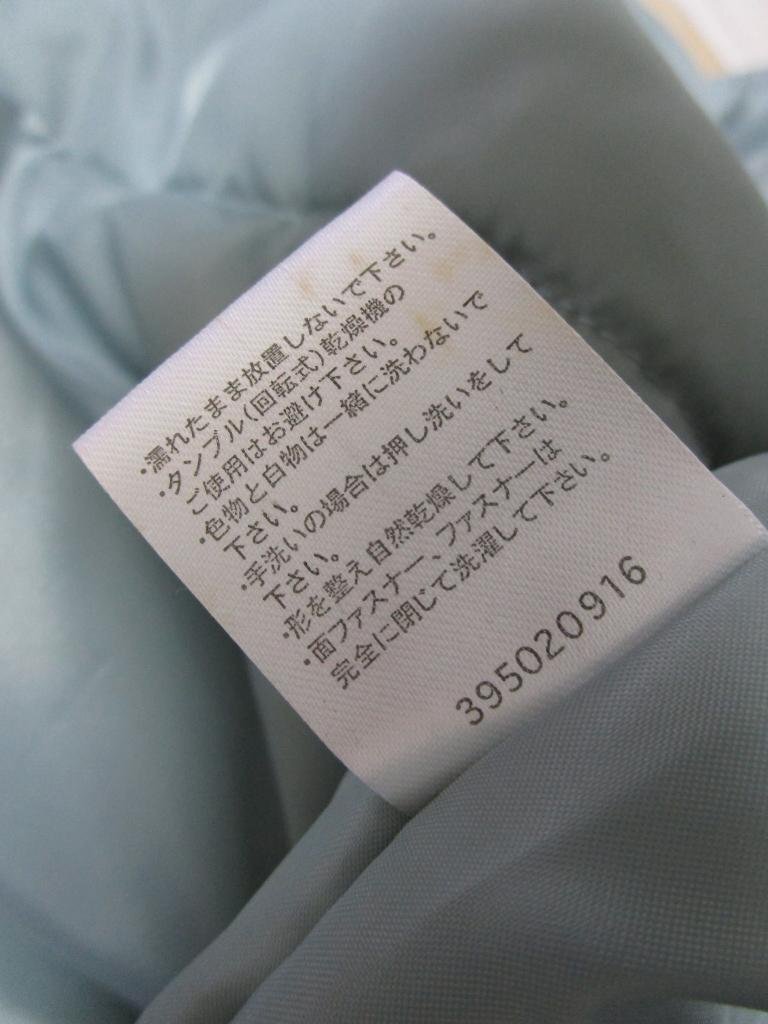 ・濡れたまま放置しないで下さい。
・タンブル(回転式)乾燥機の
ご使用はお避け下さい。
・色物と白物は一緒に洗わないで
下さい。
・手洗いの場合は押し洗いをして
下さい。
・形を整え自然乾燥して下さい。
・面ファスナー、ファスナーは
完全に閉じて洗濯して下さい。
395020916